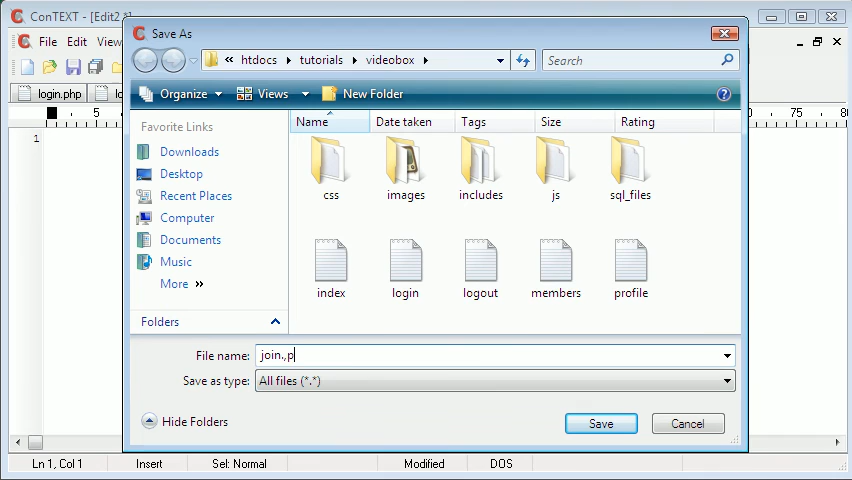 ConTEXT - [Edit2 *]
File Edit View
login.php lo
5 75 80
1
Save As
« htdocs tutorials videobox
Search
Organize Views New Folder
Favorite Links
Downloads
Desktop
Recent Places
Computer
Documents
Music
More »
Folders
Name Date taken Tags Size Rating
css images includes js sql_files
index login logout members profile
File name: join.,p
Save as type: All files (*.*)
Hide Folders Save Cancel
Ln 1, Col 1 Insert Sel: Normal Modified DOS